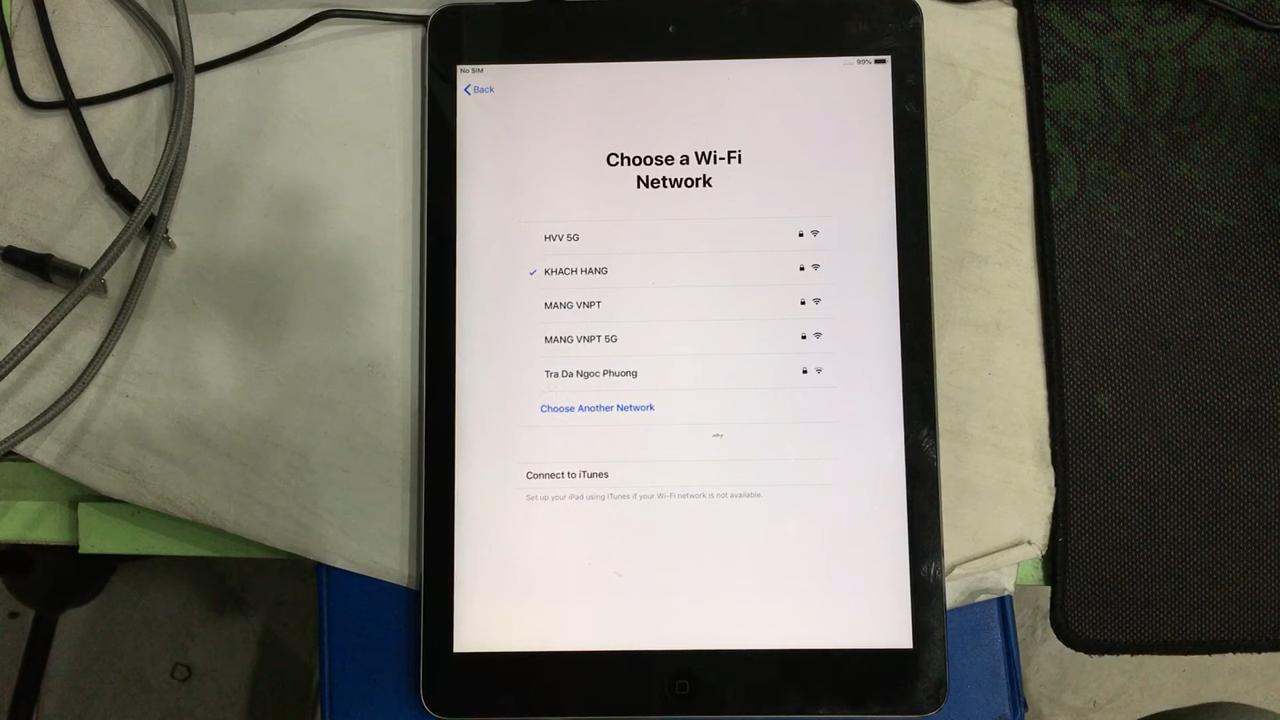 No SIM
99%
Back
Choose a Wi-Fi
Network
HVV 5G
KHACH HANG
MANG VNPT
MANG VNPT 5G
Tra Da Ngoc Phuong
Choose Another Network
Connect to iTunes
Set up your iPad using iTunes if your Wi-Fi network is not available.